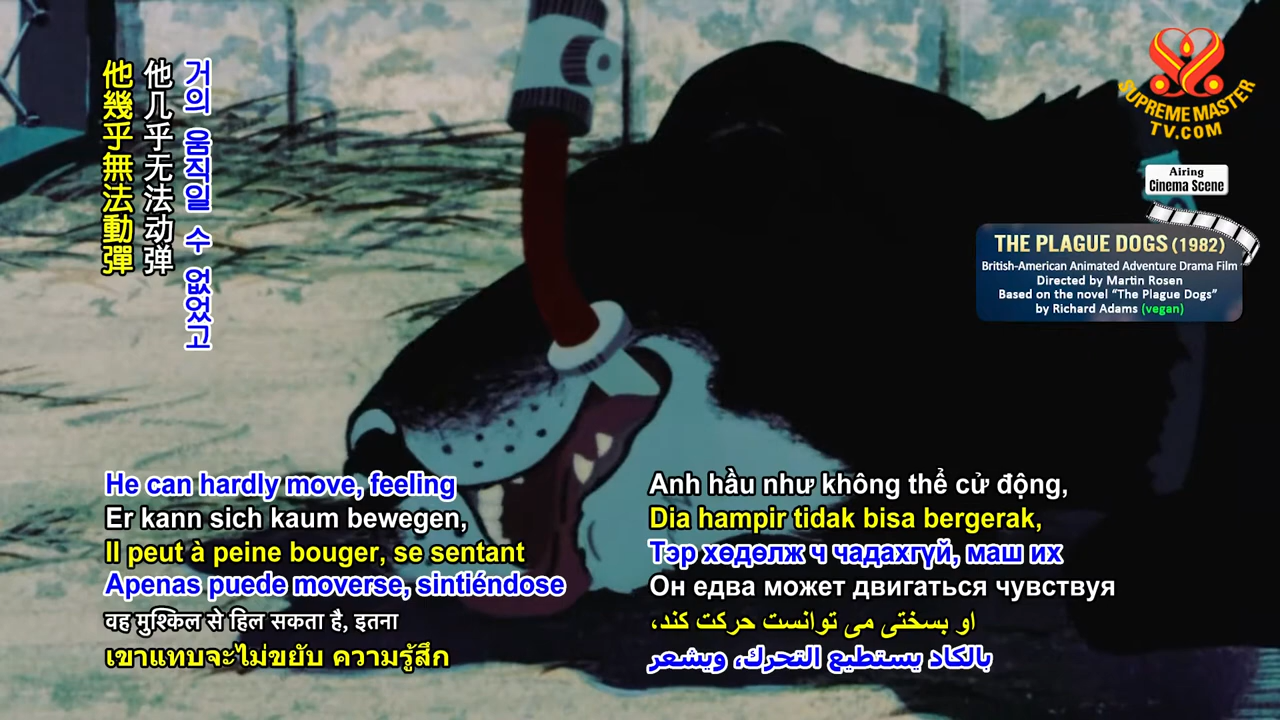 他幾乎無法動彈
他几乎无法动弹
거의 움직일 수 없었고
SUPREME MASTER
TV.COM
Airing
Cinema Scene
THE PLAGUE DOGS (1982)
British-American Animated Adventure Drama Film
Directed by Martin Rosen
Based on the novel “The Plague Dogs”
by Richard Adams (vegan)
He can hardly move, feeling
Er kann sich kaum bewegen,
Il peut à peine bouger, se sentant
Apenas puede moverse, sintiéndose
वह मुश्किल से हिल सकता है, इतना
เขาแทบจะไม่ขยับ ความรู้สึก
Anh hầu như không thể cử động,
Dia hampir tidak bisa bergerak,
Тэр хөдөлж ч чадахгүй, маш их
Он едва может двигаться чувствуя
او بسختی می توانست حرکت کند،
بالكاد يستطيع التحرك، ويشعر